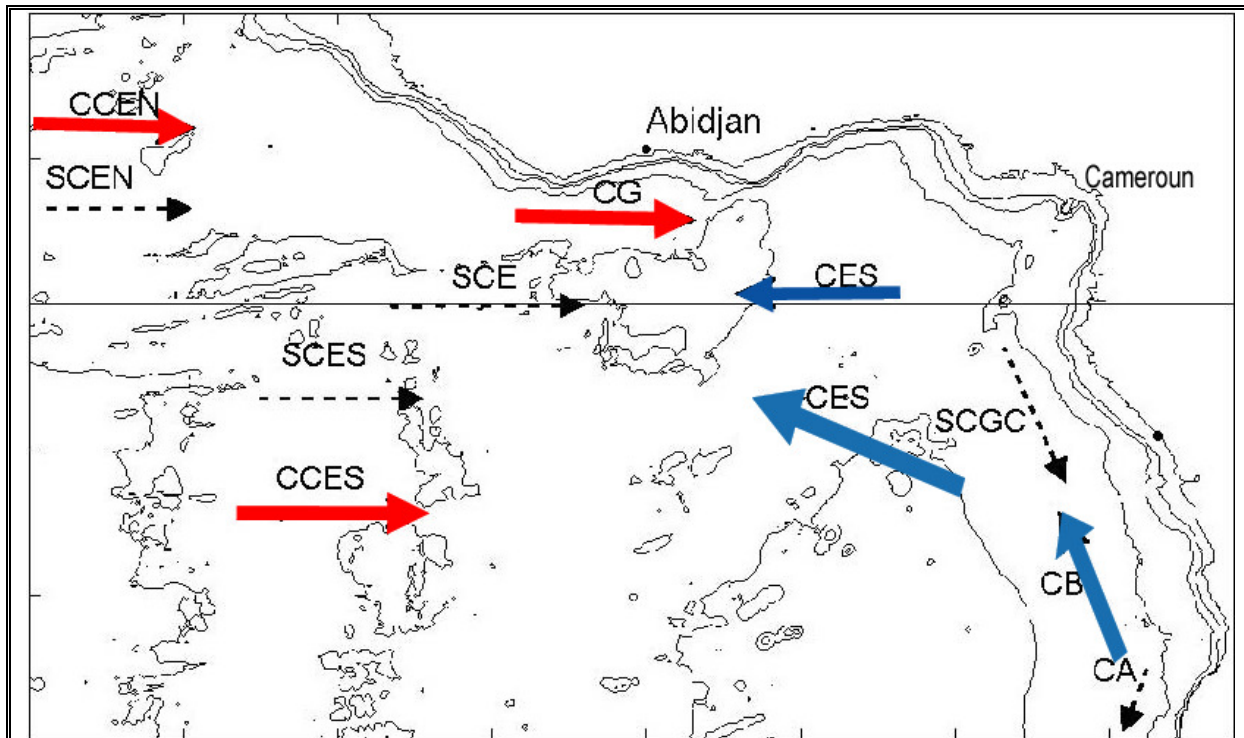 CCEN
Abidjan
SCEN
Cameroun
CG
SCE
CES
SCES
CES
SCGC
CCES
CB
CA